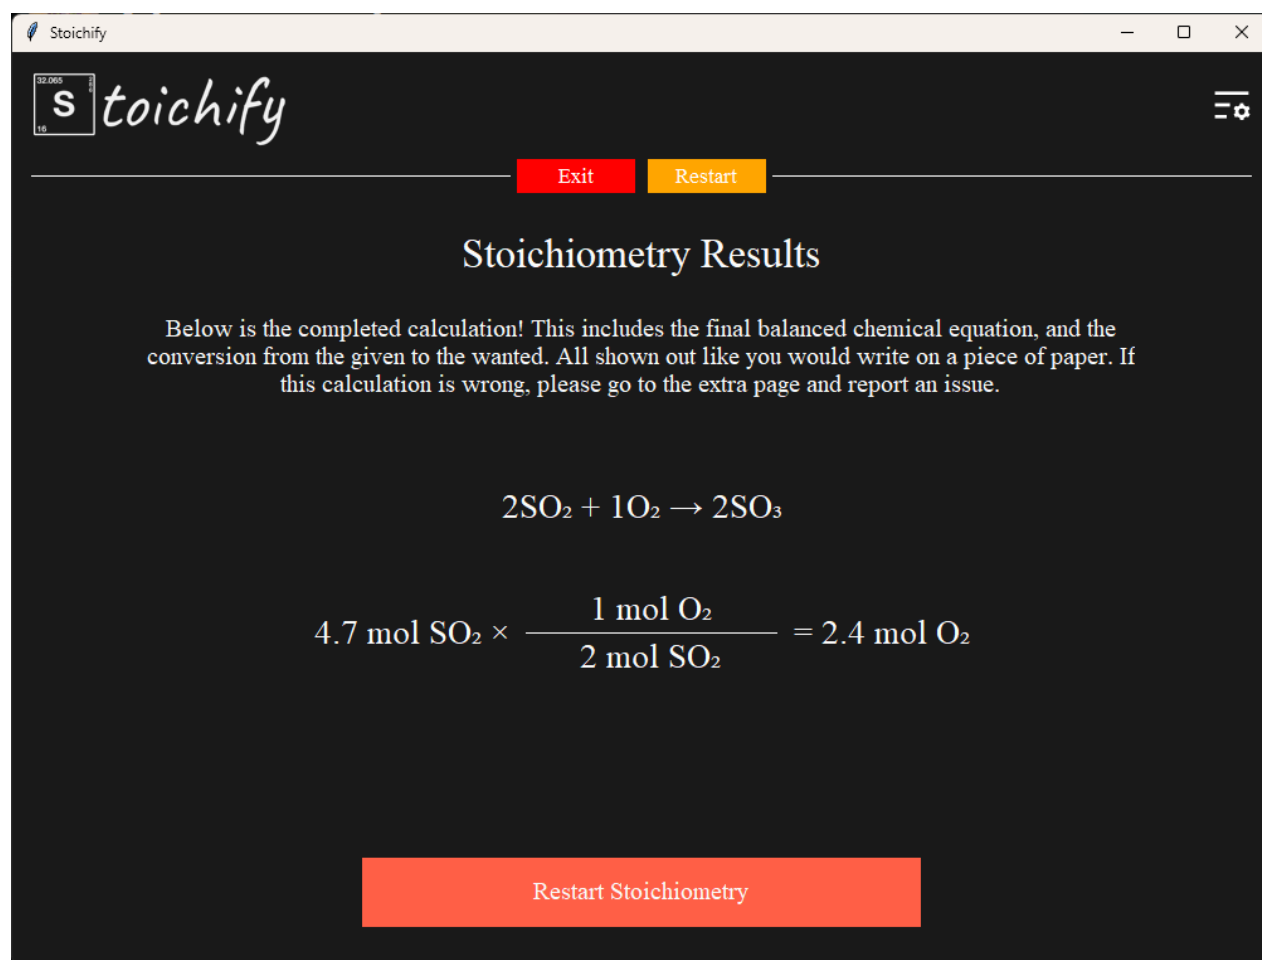 Stoichify
32.065
S
16
toichify
Exit
Restart
Stoichiometry Results
Below is the completed calculation! This includes the final balanced chemical equation, and the
conversion from the given to the wanted. All shown out like you would write on a piece of paper. If
this calculation is wrong, please go to the extra page and report an issue.
2SO₂ + 1O₂ → 2SO₃
1 mol O₂
4.7 mol SO₂ × = 2.4 mol O₂
2 mol SO₂
Restart Stoichiometry